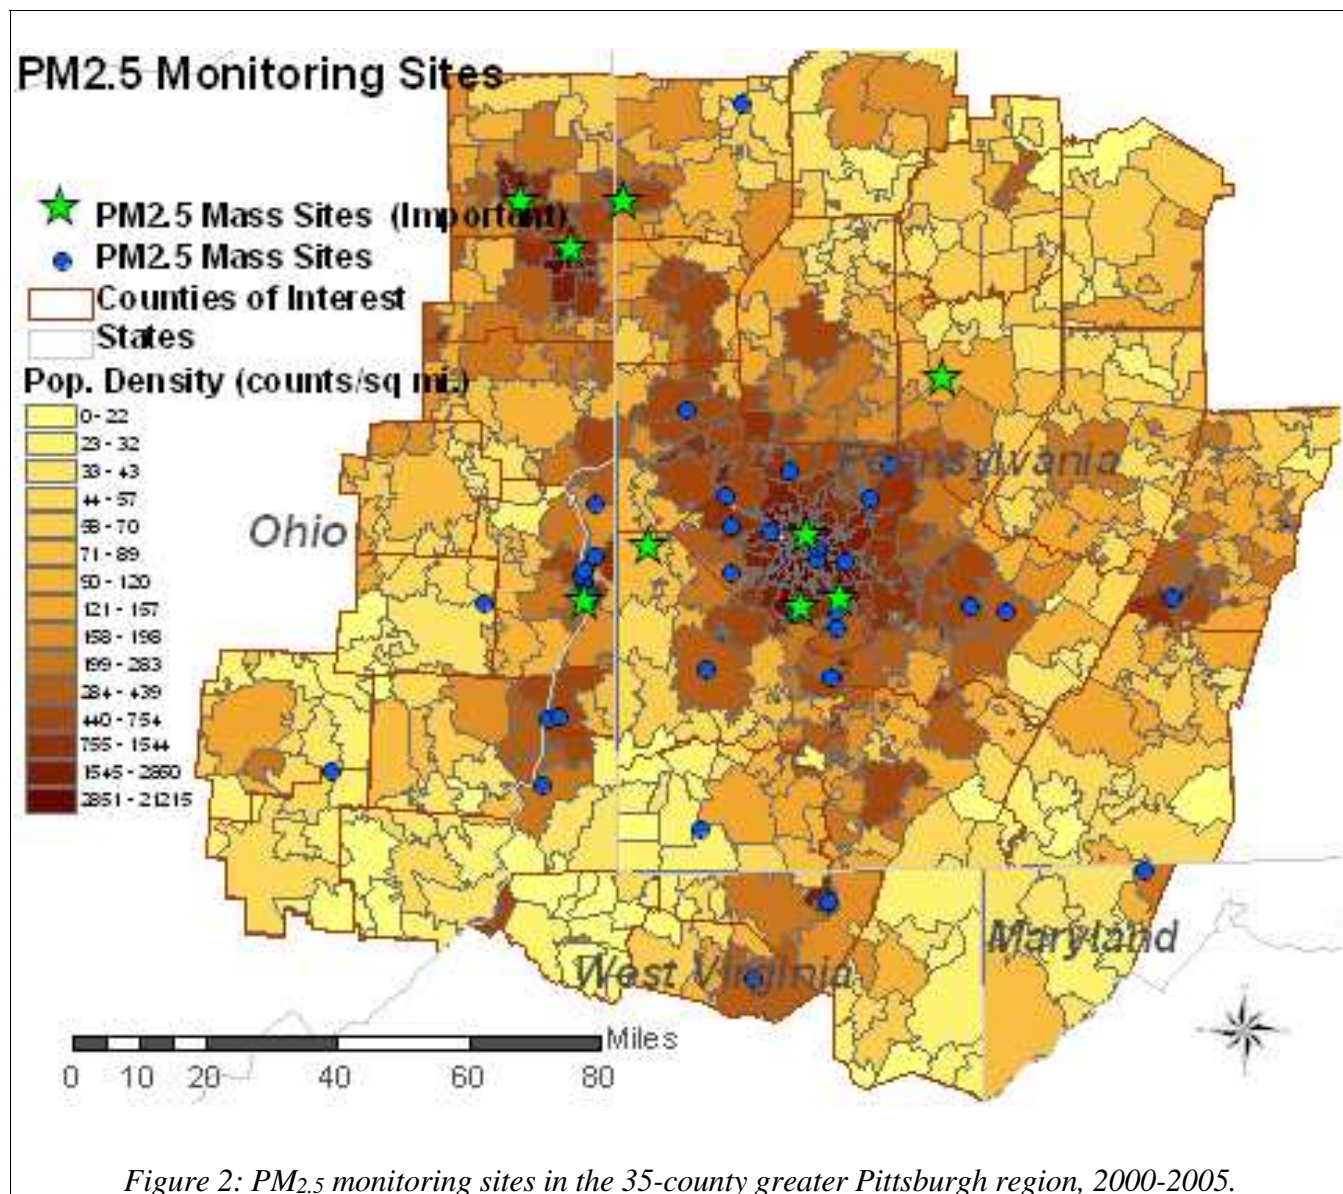 PM2.5 Monitoring Sites
PM2.5 Mass Sites (Important)
PM2.5 Mass Sites
Counties of Interest
States
Pop. Density (counts/sq mi.)
0 - 22
23 - 32
33 - 43
44 - 57
58 - 70
71 - 89
90 - 120
121 - 157
158 - 198
199 - 283
284 - 439
440 - 754
755 - 1544
1545 - 2850
2851 - 21215
Ohio
Pennsylvania
West Virginia
Maryland
Miles
0 10 20 40 60 80
Figure 2: PM2.5 monitoring sites in the 35-county greater Pittsburgh region, 2000-2005.